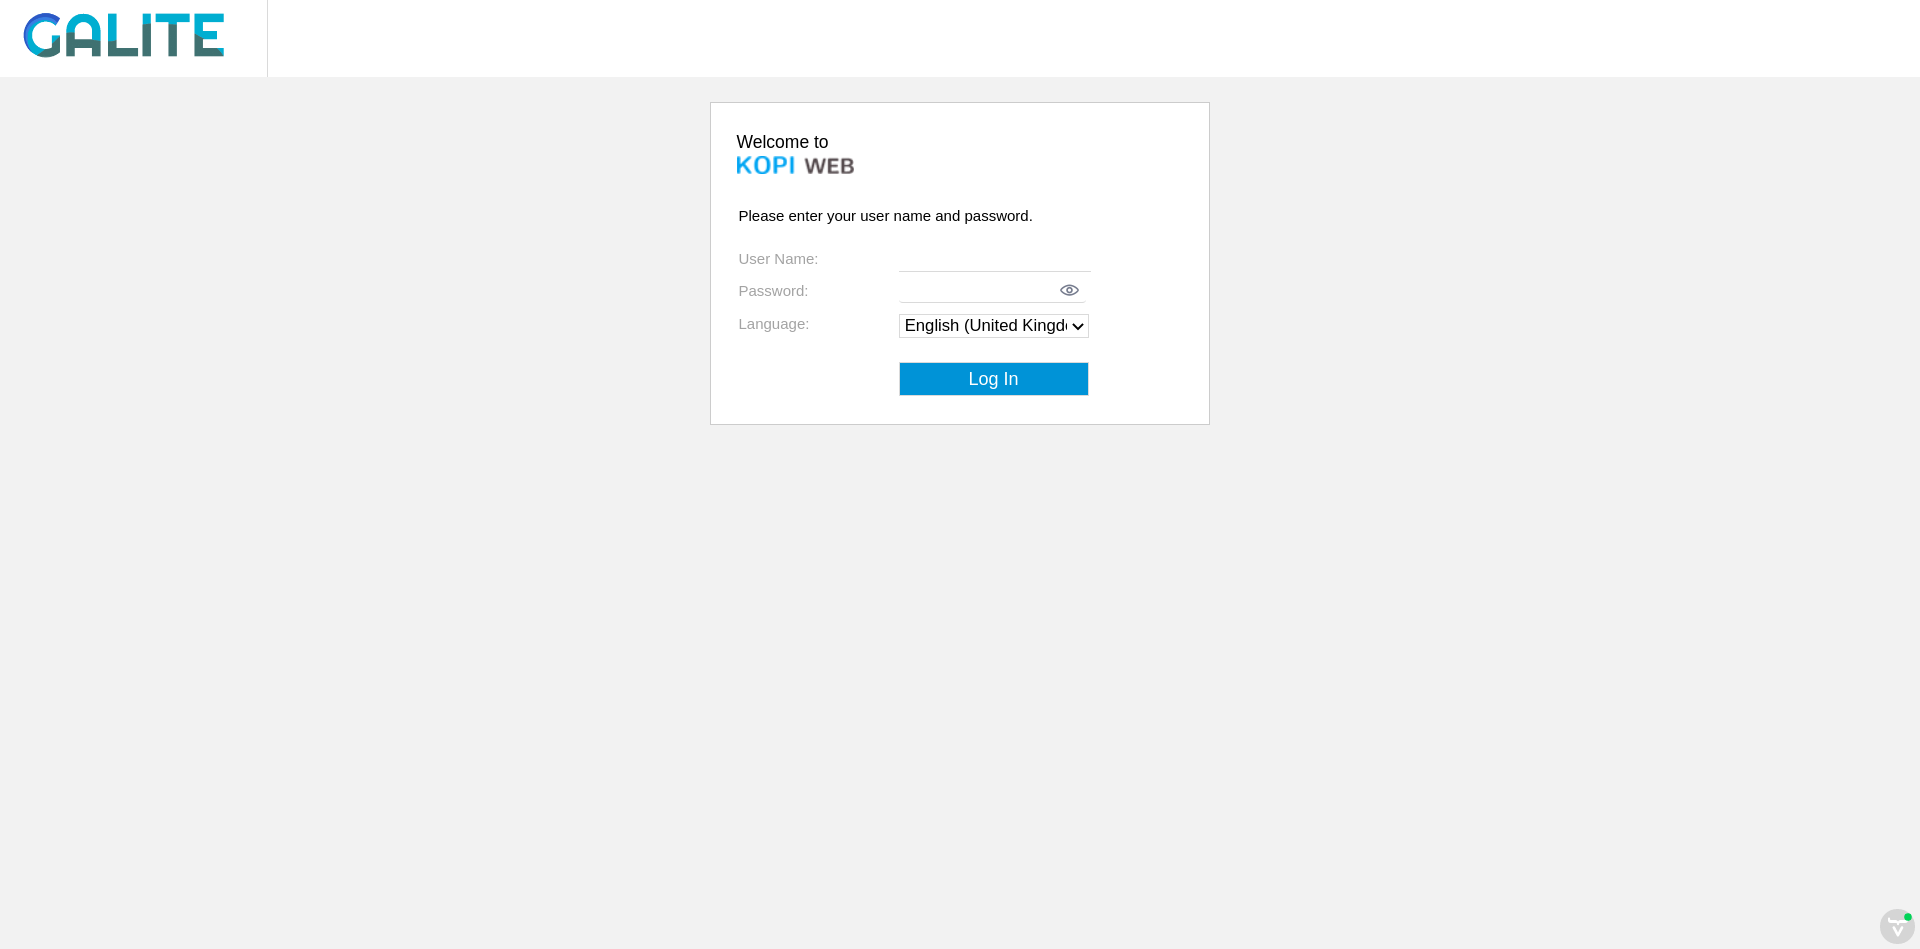 GALITE
Welcome to
KOPI WEB
Please enter your user name and password.
User Name:
Password:
Language:
English (United Kingd
Log In